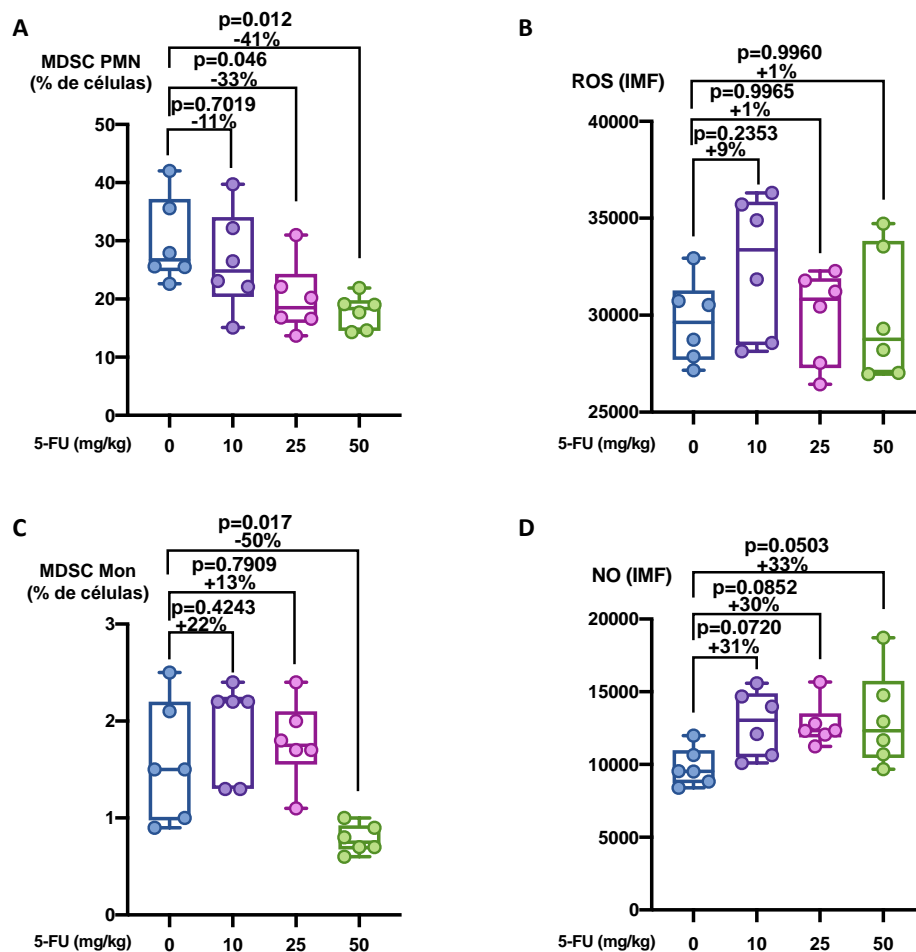 A
MDSC PMN
(% de células)
p=0.012
-41%
p=0.046
-33%
p=0.7019
-11%
50
40
30
20
10
0
5-FU (mg/kg)
0
10
25
50
B
ROS (IMF)
p=0.9960
+1%
p=0.9965
+1%
p=0.2353
+9%
40000
35000
30000
25000
5-FU (mg/kg)
0
10
25
50
C
MDSC Mon
(% de células)
p=0.017
-50%
p=0.7909
+13%
p=0.4243
+22%
3
2
1
0
5-FU (mg/kg)
0
10
25
50
D
NO (IMF)
p=0.0503
+33%
p=0.0852
+30%
p=0.0720
+31%
20000
15000
10000
5000
0
5-FU (mg/kg)
0
10
25
50